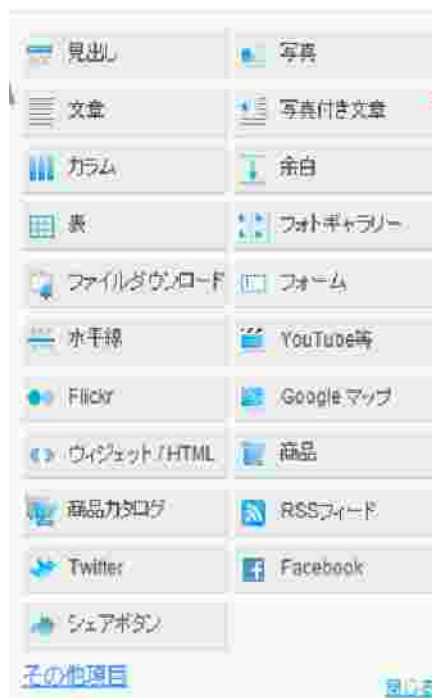 見出し
写真
文章
写真付き文章
カラム
余白
表
フォトギャラリー
ファイルダウンロード
フォーム
水平線
YouTube等
Flickr
Google マップ
ウィジェット / HTML
商品
商品カタログ
RSSフィード
Twitter
Facebook
シェアボタン
その他項目